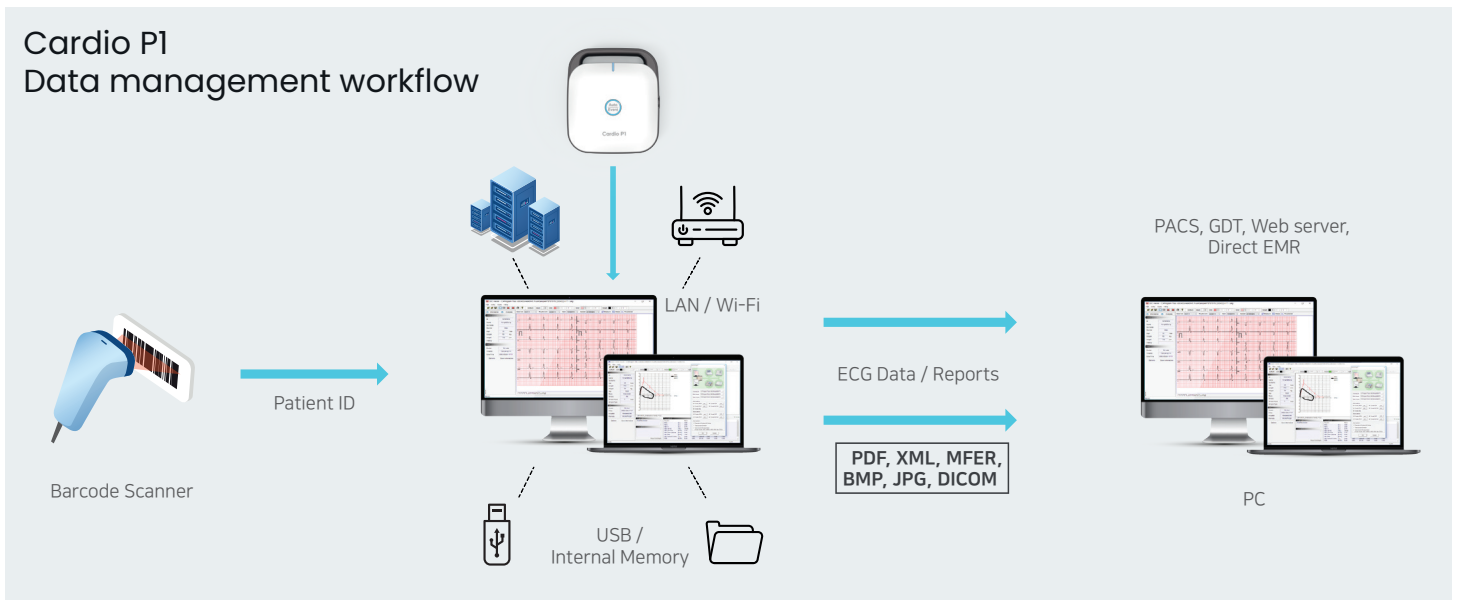 Cardio P1
Data management workflow
Cardio P1
LAN / Wi-Fi
PACS, GDT, Web server,
Direct EMR
Patient ID
ECG Data / Reports
PDF, XML, MFER,
BMP, JPG, DICOM
Barcode Scanner
USB /
Internal Memory
PC